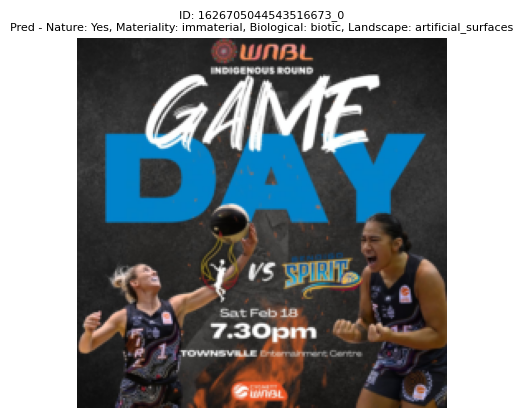 ID: 1626705044543516673_0
Pred - Nature: Yes, Materiality: immaterial, Biological: biotic, Landscape: artificial_surfaces
WNBL
INDIGENOUS ROUND
GAME
DAY
VS
SPIRIT
Sat Feb 18
7.30pm
TOWNSVILLE Entertainment Centre
CYGNETT
WNBL